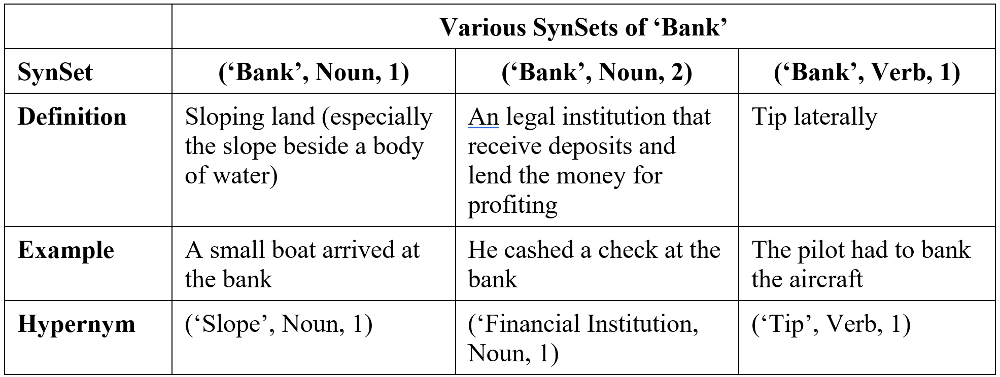 Various SynSets of ‘Bank’
SynSet
(‘Bank’, Noun, 1)
(‘Bank’, Noun, 2)
(‘Bank’, Verb, 1)
Definition
Sloping land (especially
the slope beside a body
of water)
An legal institution that
receive deposits and
lend the money for
profiting
Tip laterally
Example
A small boat arrived at
the bank
He cashed a check at the
bank
The pilot had to bank
the aircraft
Hypernym
(‘Slope’, Noun, 1)
(‘Financial Institution,
Noun, 1)
(‘Tip’, Verb, 1)